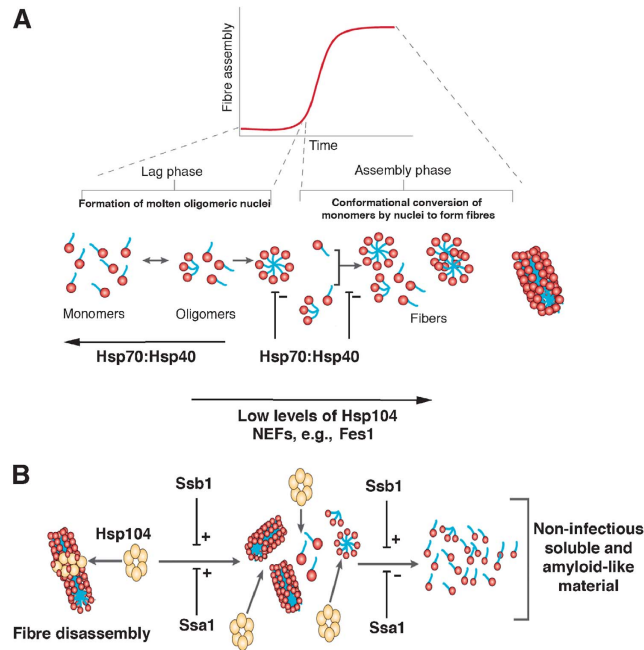 A
Fibre assembly
Time
Lag phase
Assembly phase
Formation of molten oligomeric nuclei
Conformational conversion of
monomers by nuclei to form fibres
Monomers
Oligomers
Fibers
–
–
Hsp70:Hsp40
Hsp70:Hsp40
Low levels of Hsp104
NEFs, e.g., Fes1
B
Ssb1
Ssb1
Hsp104
+
+
+
–
Non-infectious
soluble and
amyloid-like
material
Fibre disassembly
Ssa1
Ssa1